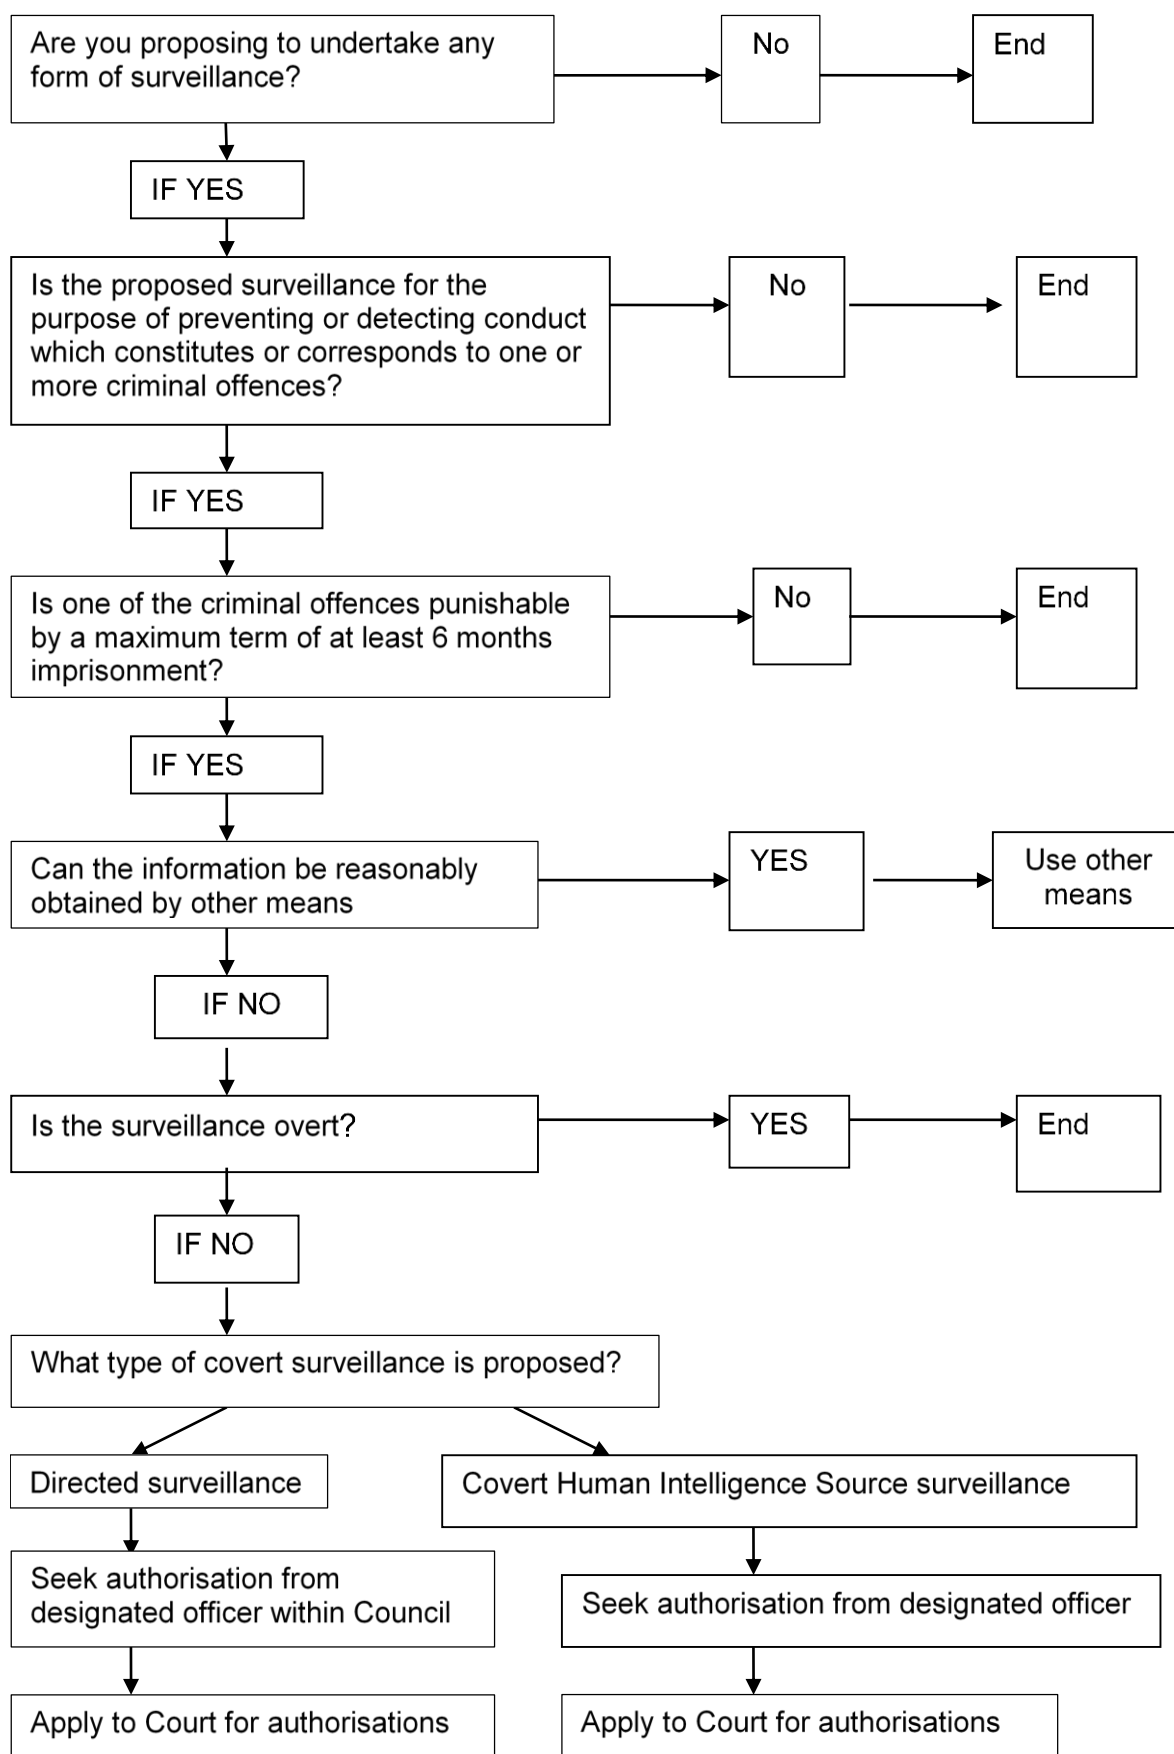 Are you proposing to undertake any
form of surveillance?
No
End
IF YES
Is the proposed surveillance for the
purpose of preventing or detecting conduct
which constitutes or corresponds to one or
more criminal offences?
No
End
IF YES
Is one of the criminal offences punishable
by a maximum term of at least 6 months
imprisonment?
No
End
IF YES
Can the information be reasonably
obtained by other means
YES
Use other
means
IF NO
Is the surveillance overt?
YES
End
IF NO
What type of covert surveillance is proposed?
Directed surveillance
Covert Human Intelligence Source surveillance
Seek authorisation from
designated officer within Council
Seek authorisation from designated officer
Apply to Court for authorisations
Apply to Court for authorisations